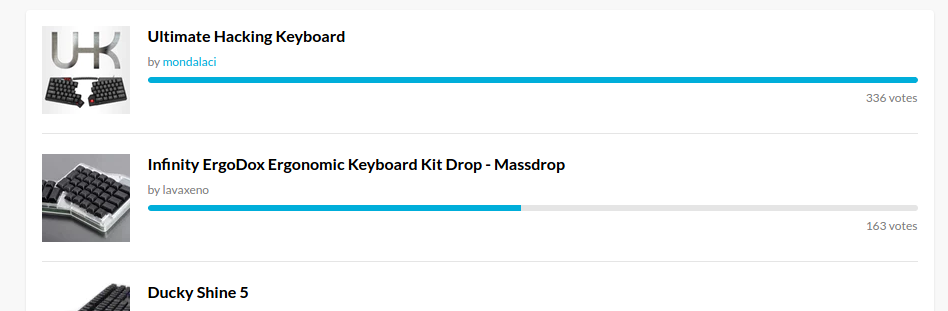 UHK
Ultimate Hacking Keyboard
by mondalaci
336 votes
Infinity ErgoDox Ergonomic Keyboard Kit Drop - Massdrop
by lavaxeno
163 votes
Ducky Shine 5